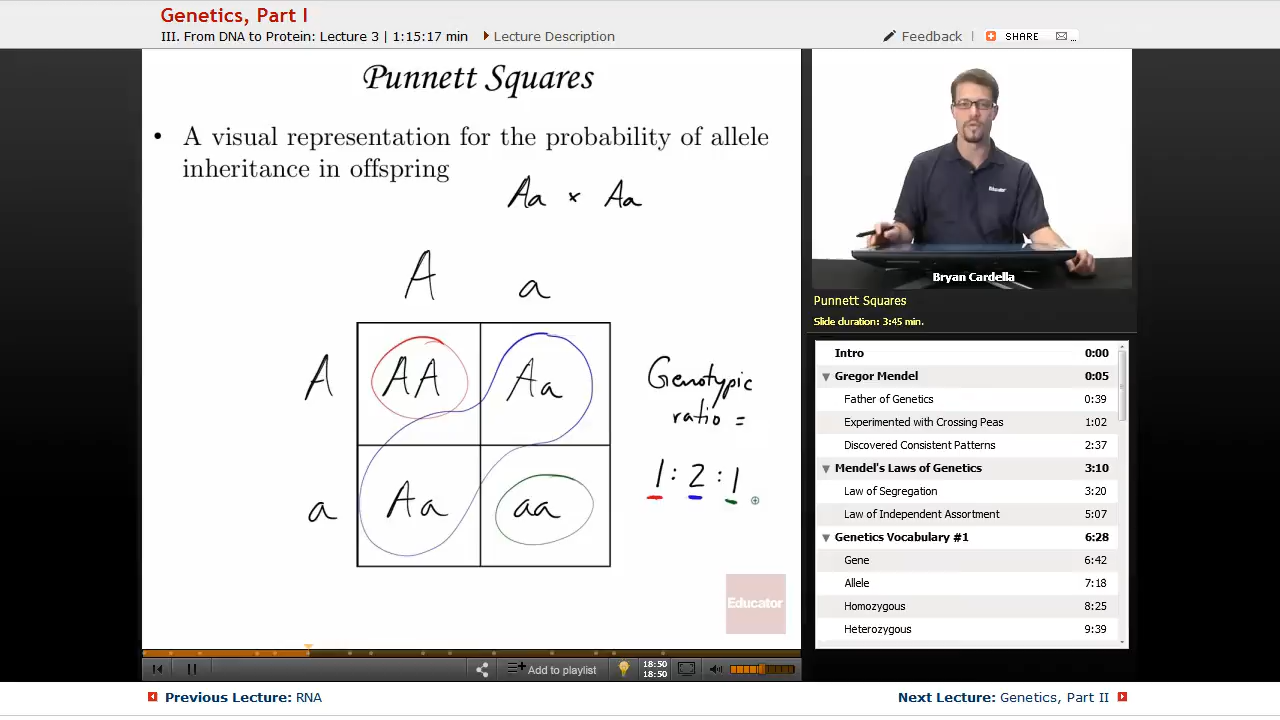 Genetics, Part I
III. From DNA to Protein: Lecture 3 | 1:15:17 min
Lecture Description
Feedback
SHARE
Punnett Squares
• A visual representation for the probability of allele
inheritance in offspring
Aa × Aa
A a
A AA Aa
a Aa aa
Genotypic
ratio =
1 : 2 : 1
Educator
Educator
Bryan Cardella
Punnett Squares
Slide duration: 3:45 min.
Intro 0:00
Gregor Mendel 0:05
Father of Genetics 0:39
Experimented with Crossing Peas 1:02
Discovered Consistent Patterns 2:37
Mendel's Laws of Genetics 3:10
Law of Segregation 3:20
Law of Independent Assortment 5:07
Genetics Vocabulary #1 6:28
Gene 6:42
Allele 7:18
Homozygous 8:25
Heterozygous 9:39
Add to playlist
18:50
18:50
Previous Lecture: RNA
Next Lecture: Genetics, Part II